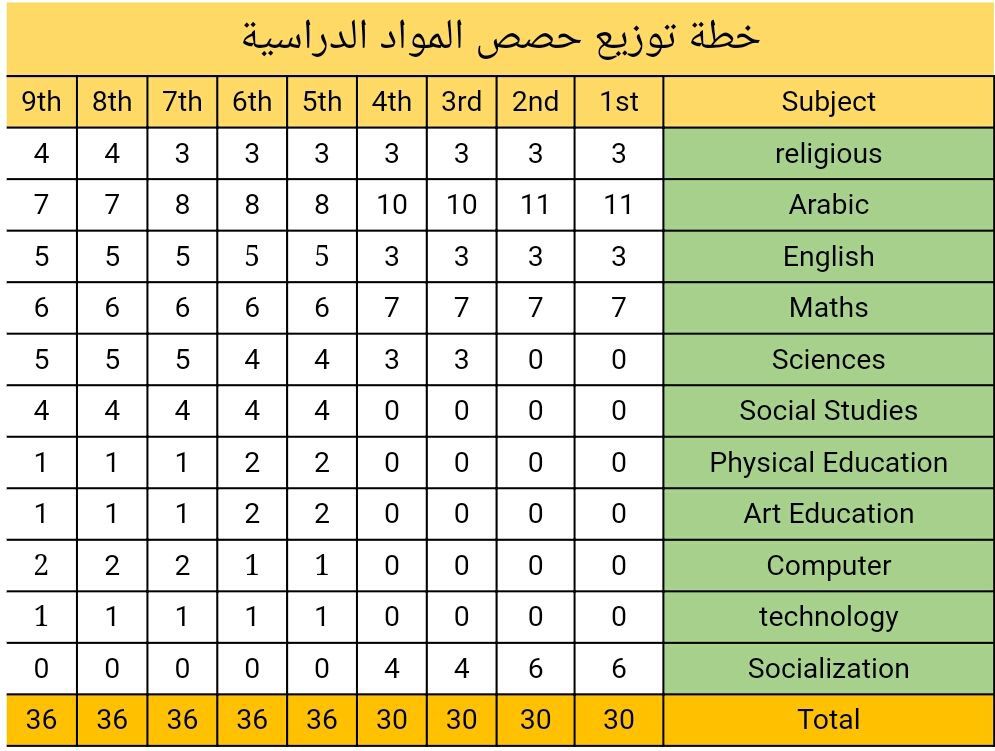 خطة توزيع حصص المواد الدراسية
9th 8th 7th 6th 5th 4th 3rd 2nd 1st Subject
4 4 3 3 3 3 3 3 3 religious
7 7 8 8 8 10 10 11 11 Arabic
5 5 5 5 5 3 3 3 3 English
6 6 6 6 6 7 7 7 7 Maths
5 5 5 4 4 3 3 0 0 Sciences
4 4 4 4 4 0 0 0 0 Social Studies
1 1 1 2 2 0 0 0 0 Physical Education
1 1 1 2 2 0 0 0 0 Art Education
2 2 2 1 1 0 0 0 0 Computer
1 1 1 1 1 0 0 0 0 technology
0 0 0 0 0 4 4 6 6 Socialization
36 36 36 36 36 30 30 30 30 Total